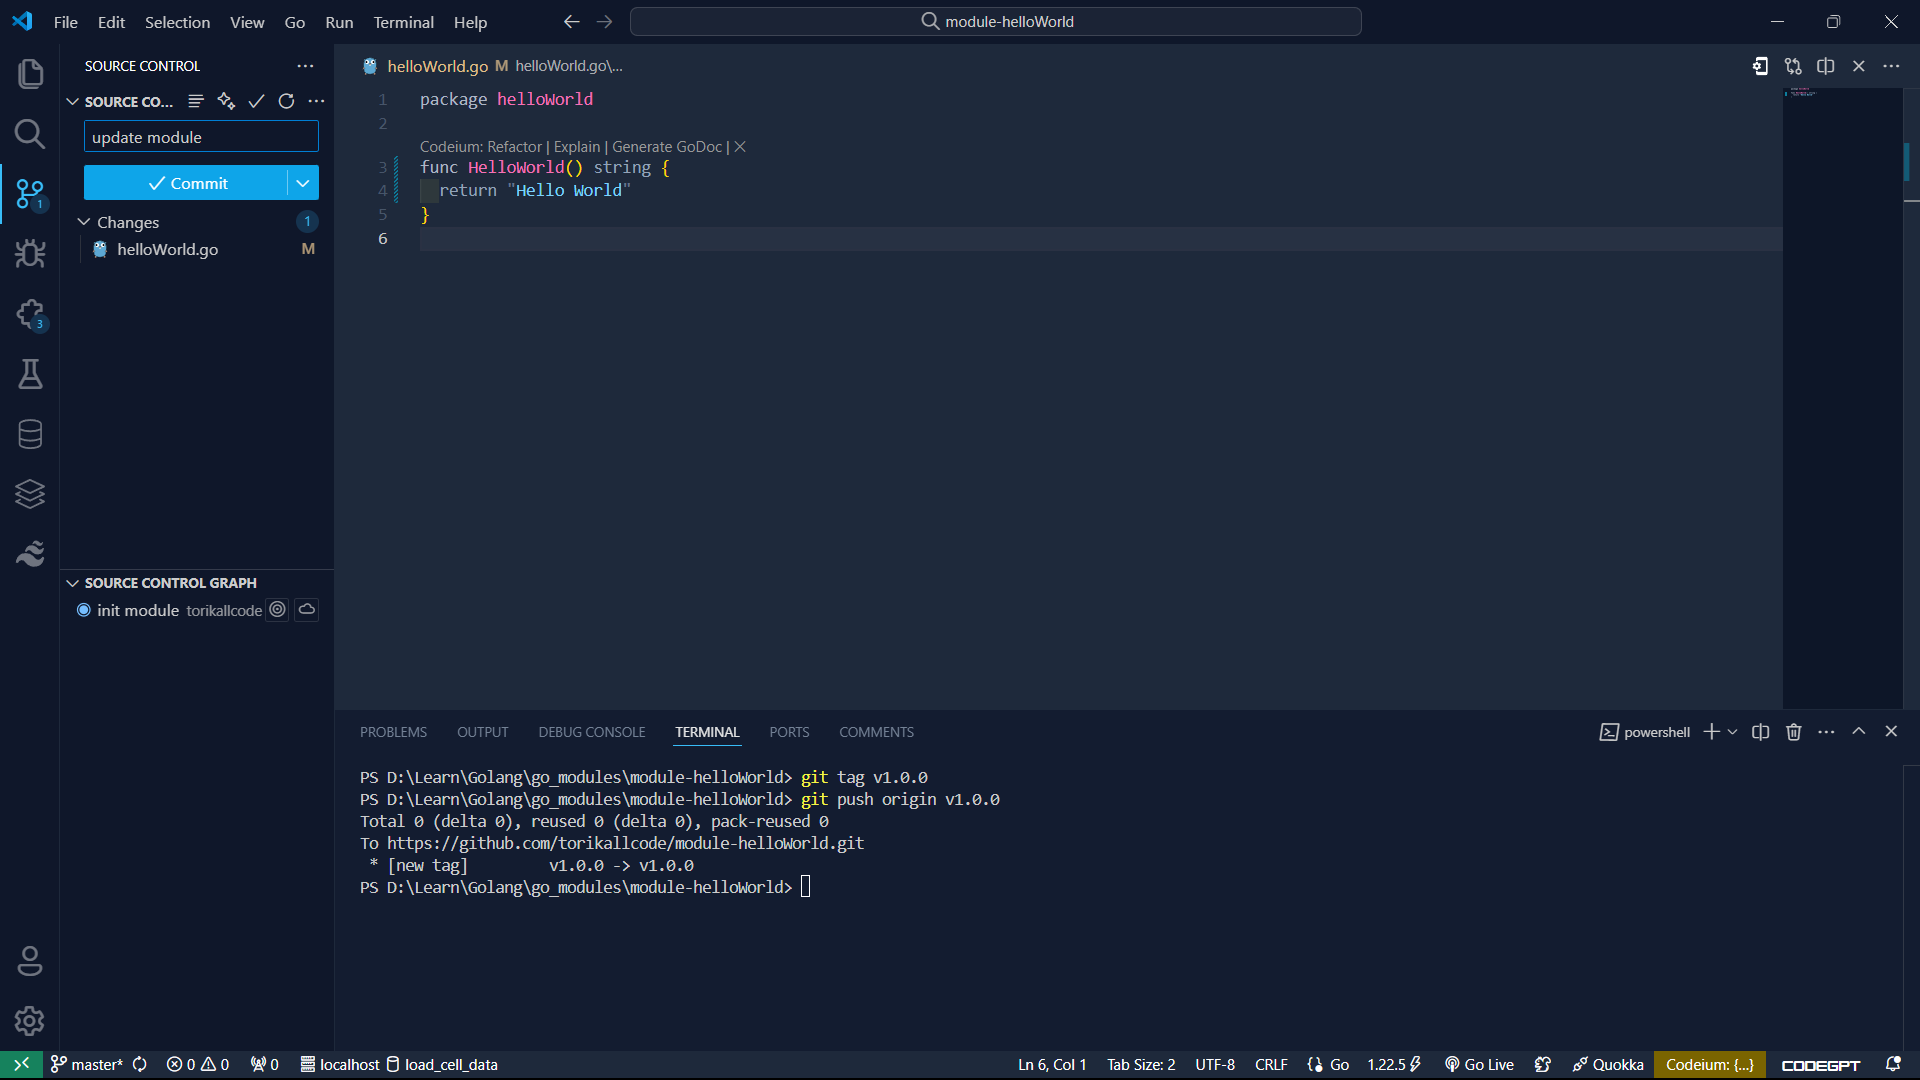 File Edit Selection View Go Run Terminal Help
module-helloWorld
SOURCE CONTROL
SOURCE CO...
update module
Commit
Changes 1
helloWorld.go M
1
3
SOURCE CONTROL GRAPH
init module torikallcode
helloWorld.go M helloWorld.go\...
1 package helloWorld
2
Codeium: Refactor | Explain | Generate GoDoc |
3 func HelloWorld() string {
4 return "Hello World"
5 }
6
PROBLEMS OUTPUT DEBUG CONSOLE TERMINAL PORTS COMMENTS
powershell
PS D:\Learn\Golang\go_modules\module-helloWorld> git tag v1.0.0
PS D:\Learn\Golang\go_modules\module-helloWorld> git push origin v1.0.0
Total 0 (delta 0), reused 0 (delta 0), pack-reused 0
To https://github.com/torikallcode/module-helloWorld.git
* [new tag] v1.0.0 -> v1.0.0
PS D:\Learn\Golang\go_modules\module-helloWorld>
master* 0 0 0 localhost load_cell_data
Ln 6, Col 1 Tab Size: 2 UTF-8 CRLF Go 1.22.5 Go Live Quokka Codeium: {...} CODEGPT